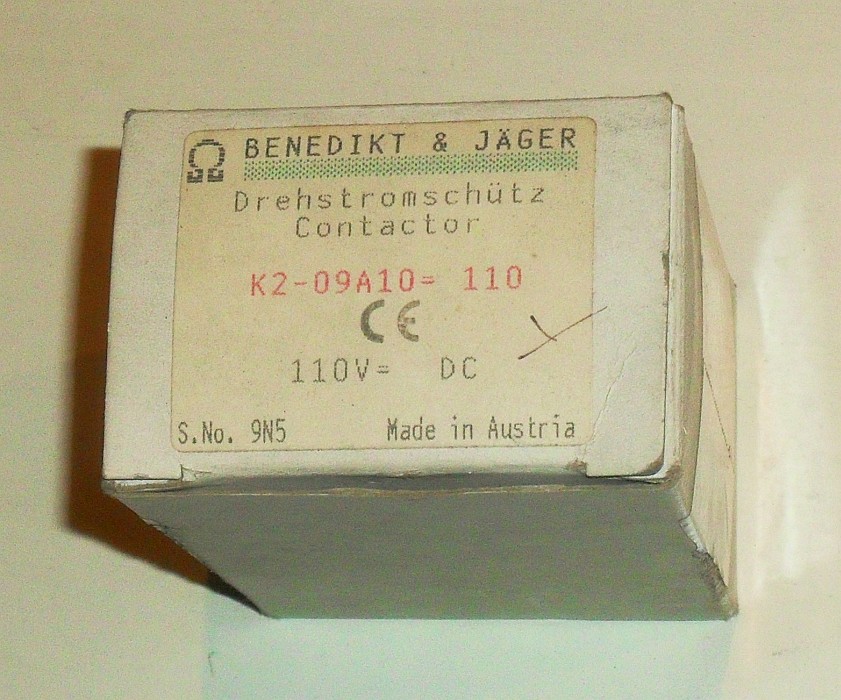 BENEDIKT & JÄGER
Drehstromschütz
Contactor
K2-09A10= 110
CE
110V= DC
S.No. 9N5 Made in Austria